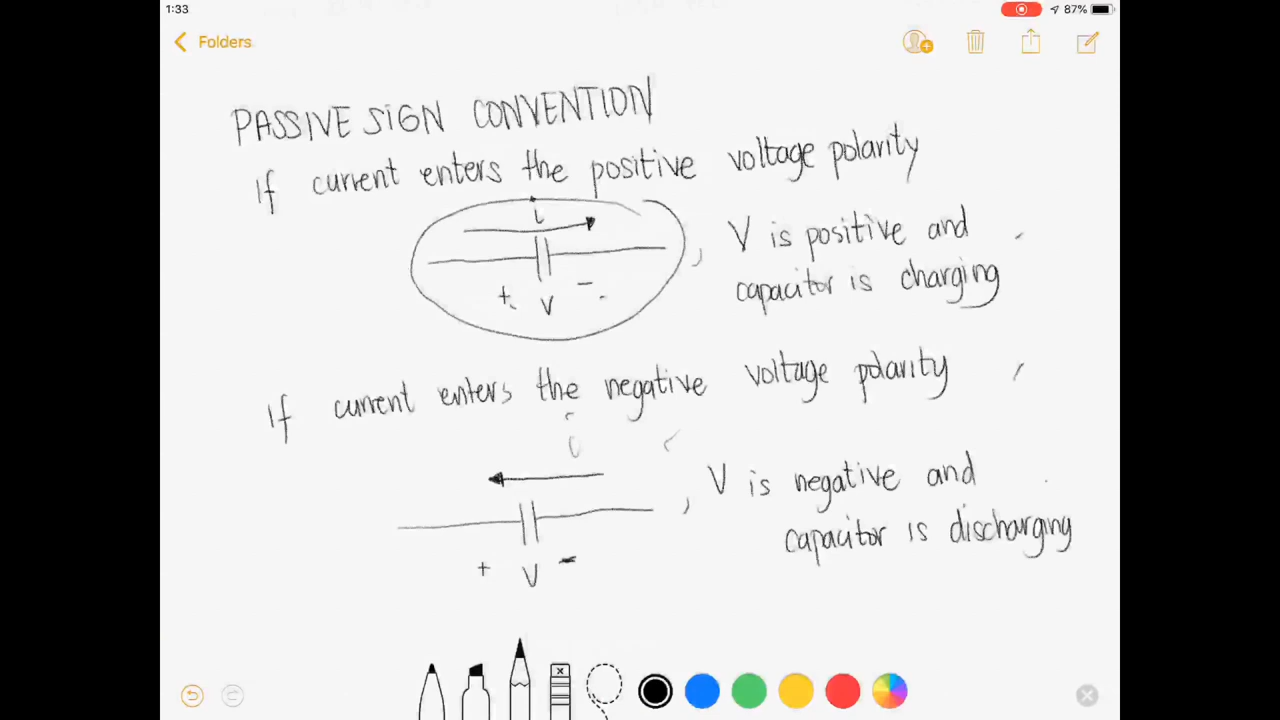 1:33
87%
Folders
PASSIVE SIGN CONVENTION
If current enters the positive voltage polarity
i
+ V -
, V is positive and
capacitor is charging
If current enters the negative voltage polarity
i
+ V -
, V is negative and
capacitor is discharging